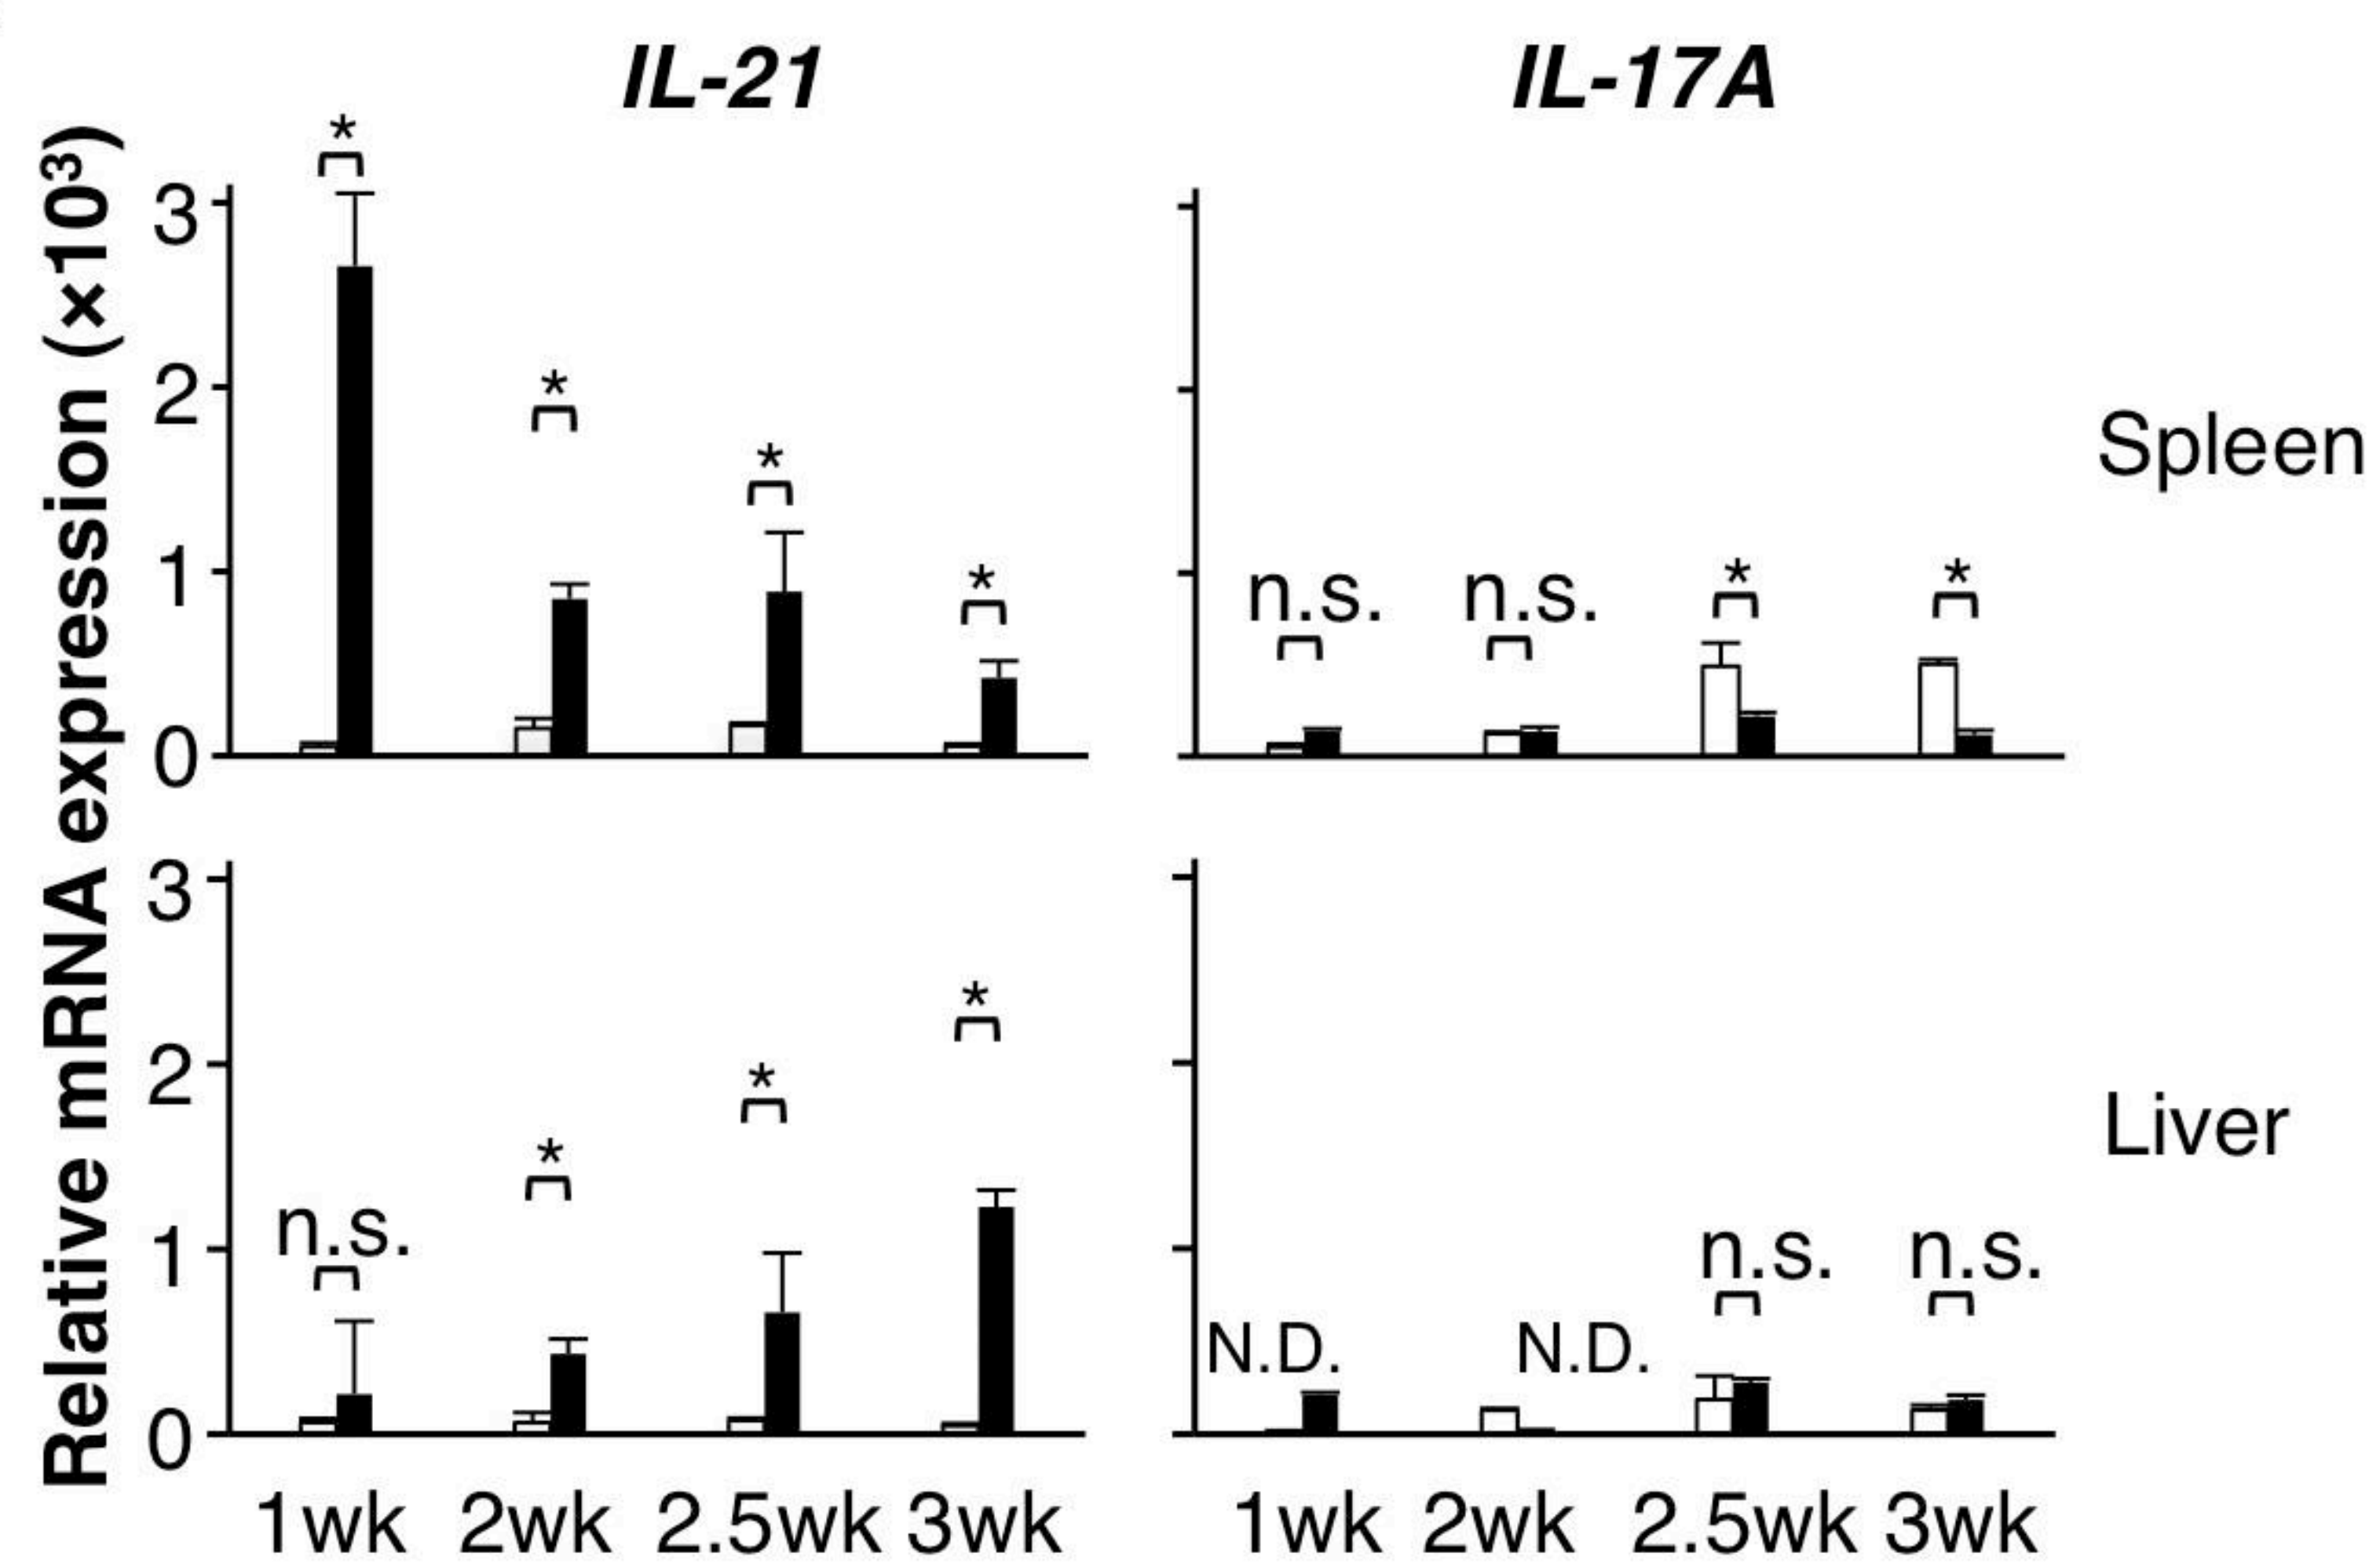 IL-21
IL-17A
Relative mRNA expression (×10³)
3
2
1
0
*
*
*
*
n.s.
n.s.
*
*
Spleen
3
2
1
0
n.s.
*
*
*
N.D.
N.D.
n.s.
n.s.
Liver
1wk 2wk 2.5wk 3wk
1wk 2wk 2.5wk 3wk